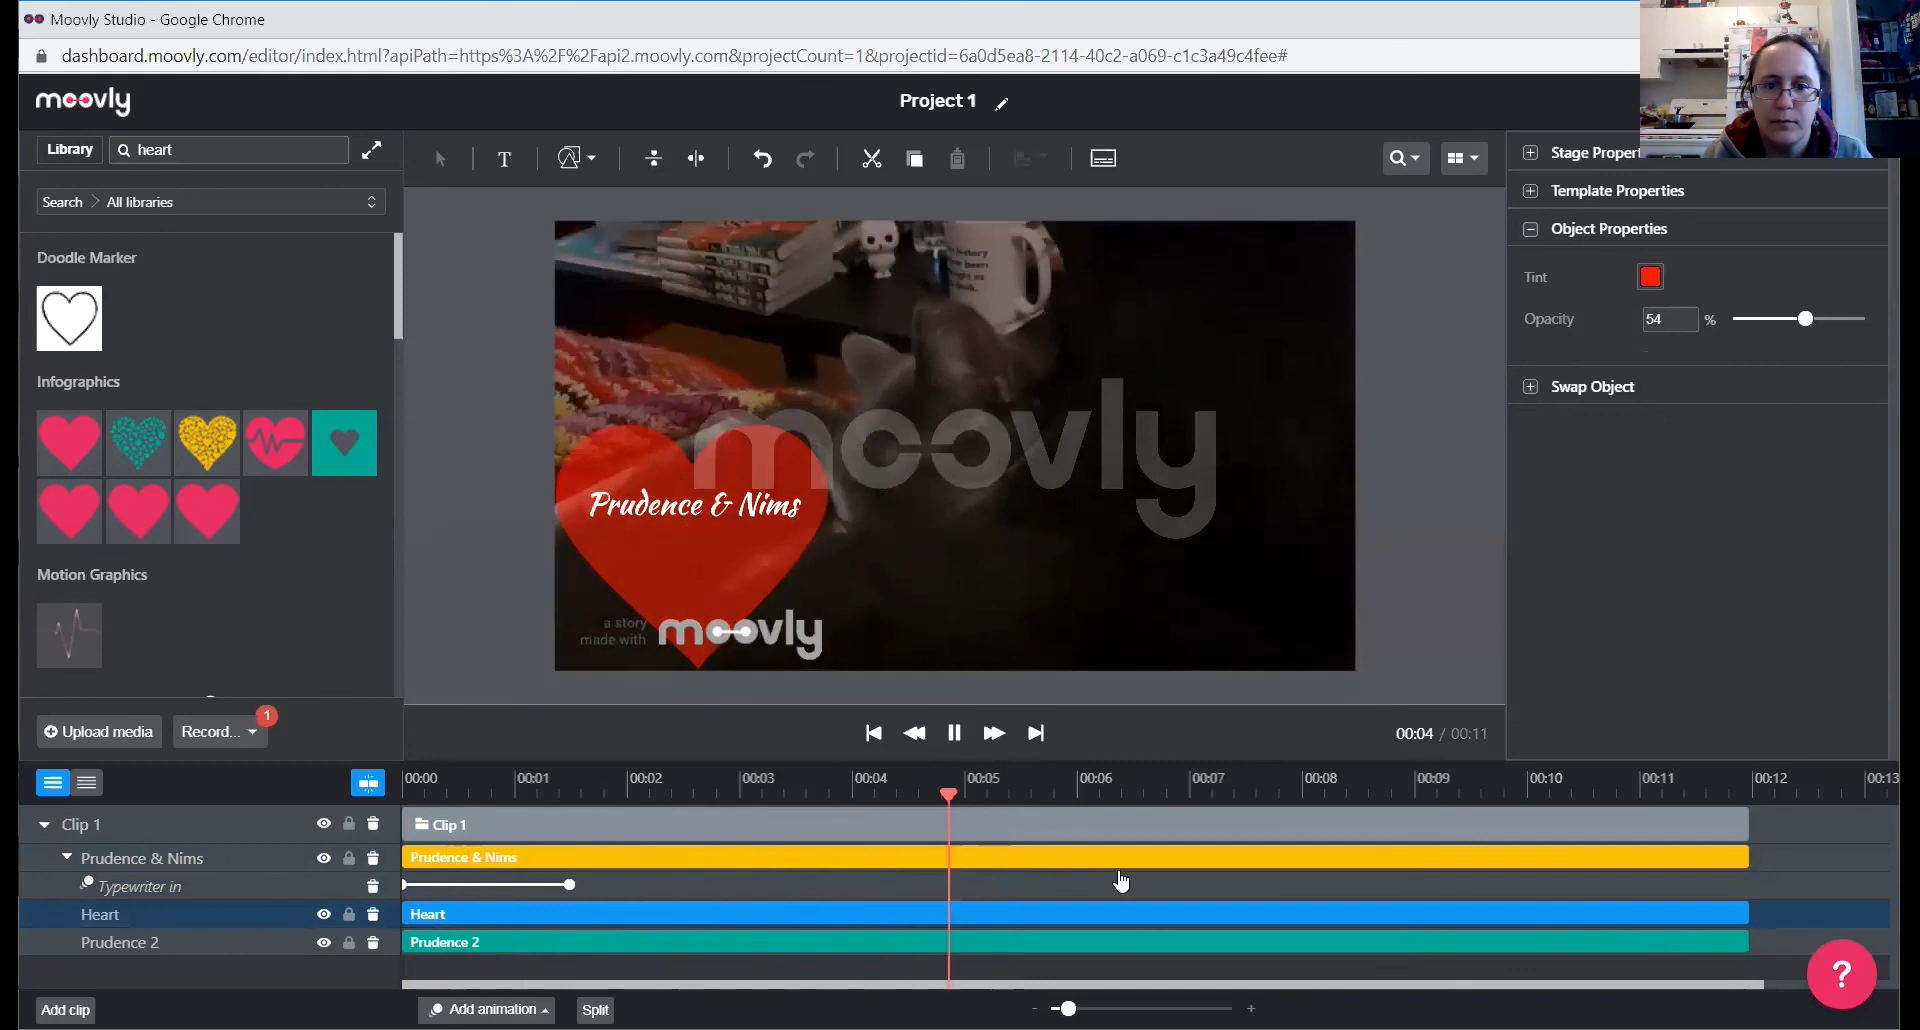 Moovly Studio - Google Chrome
dashboard.moovly.com/editor/index.html?apiPath=https%3A%2F%2Fapi2.moovly.com&projectCount=1&projectid=6a0d5ea8-2114-40c2-a069-c1c3a49c4fee#
moovly
Project 1
Library
heart
T
Search
All libraries
Doodle Marker
Infographics
Motion Graphics
Upload media
Record...
1
moovly
Prudence & Nims
a story
made with
moovly
Stage Propert
Template Properties
Object Properties
Tint
Opacity
54
%
Swap Object
00:04 / 00:11
00:00
00:01
00:02
00:03
00:04
00:05
00:06
00:07
00:08
00:09
00:10
00:11
00:12
00:13
Clip 1
Clip 1
Prudence & Nims
Prudence & Nims
Typewriter in
Heart
Heart
Prudence 2
Prudence 2
Add clip
Add animation
Split
-
+
?